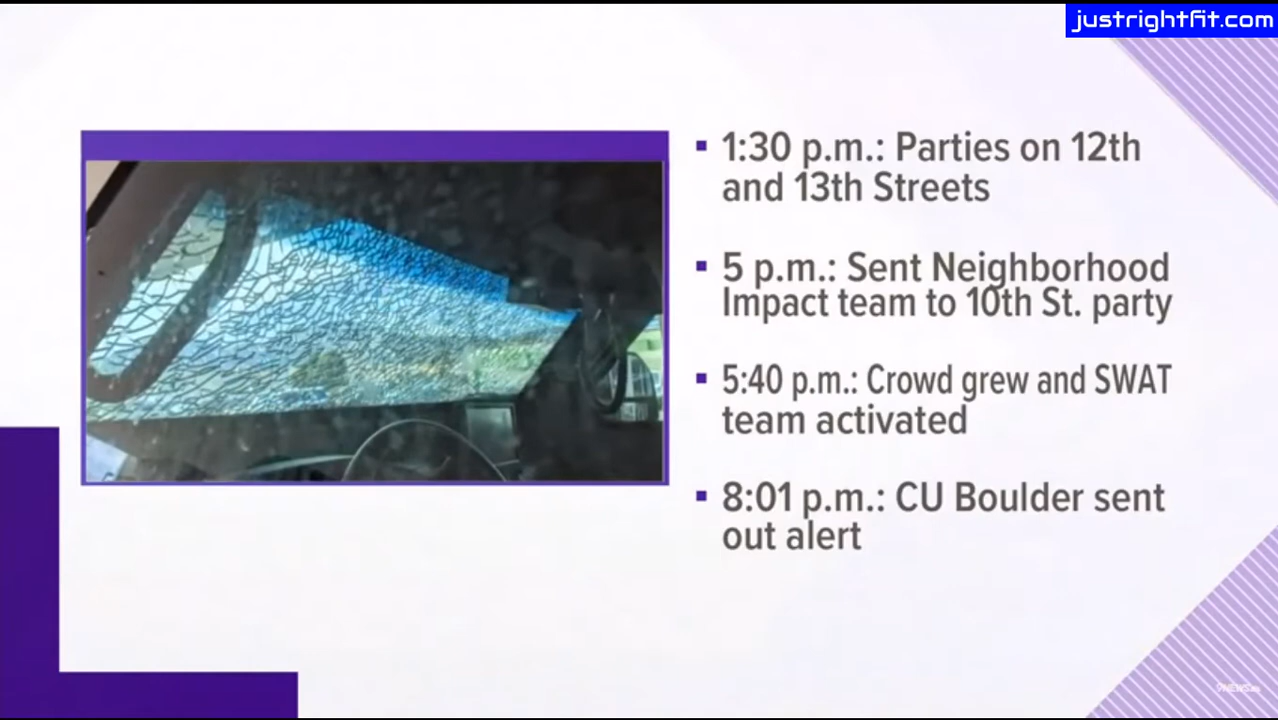 justrightfit.com
▪ 1:30 p.m.: Parties on 12th
and 13th Streets
▪ 5 p.m.: Sent Neighborhood
Impact team to 10th St. party
▪ 5:40 p.m.: Crowd grew and SWAT
team activated
▪ 8:01 p.m.: CU Boulder sent
out alert
9NEWS